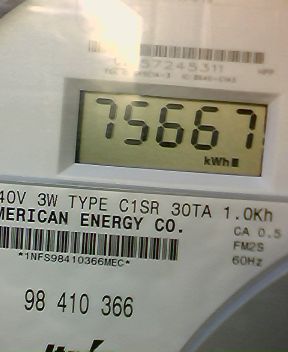 57245311
75667
kWh
40V 3W TYPE C1SR 30TA 1.0Kh
MERICAN ENERGY CO.
CA 0.5
*1NFS98410366MEC*
FM2S
60Hz
98 410 366